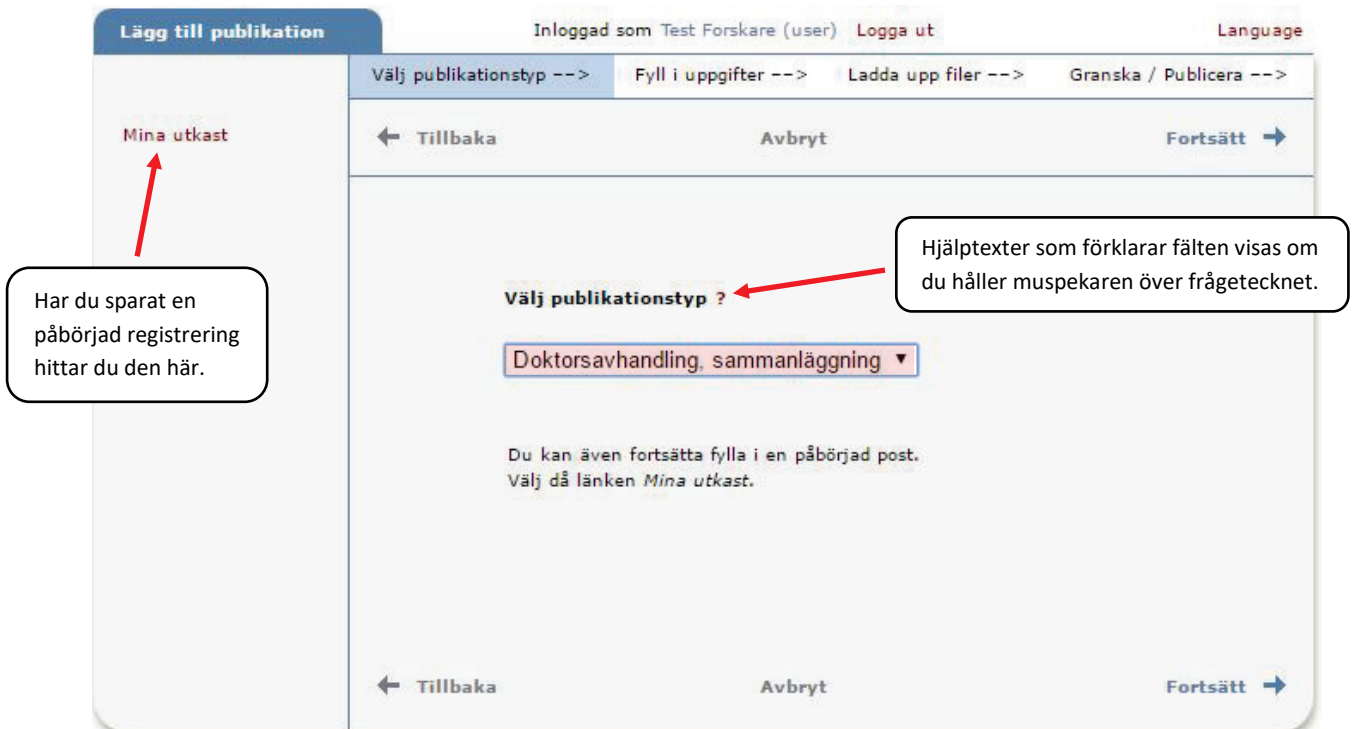 Lägg till publikation
Inloggad som Test Forskare (user) Logga ut
Language
Välj publikationstyp -->
Fyll i uppgifter -->
Ladda upp filer -->
Granska / Publicera -->
Mina utkast
← Tillbaka
Avbryt
Fortsätt →
Hjälptexter som förklarar fälten visas om
du håller muspekaren över frågetecknet.
Har du sparat en
påbörjad registrering
hittar du den här.
Välj publikationstyp ?
Doktorsavhandling, sammanläggning ▼
Du kan även fortsätta fylla i en påbörjad post.
Välj då länken Mina utkast.
← Tillbaka
Avbryt
Fortsätt →